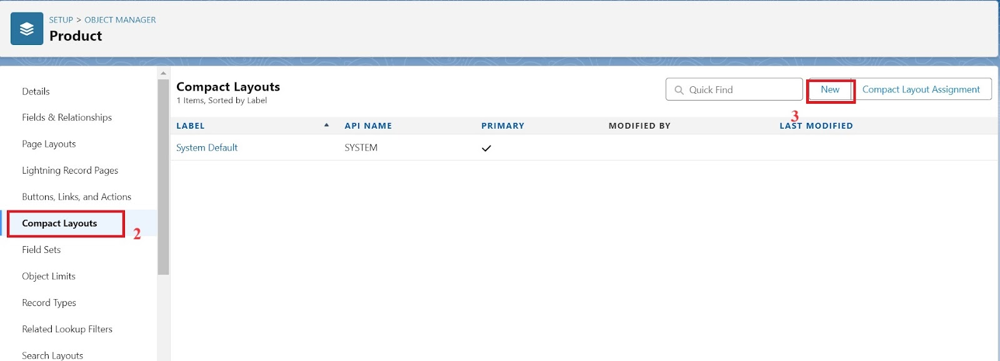 SETUP > OBJECT MANAGER
Product
Details
Fields & Relationships
Page Layouts
Lightning Record Pages
Buttons, Links, and Actions
Compact Layouts
2
Field Sets
Object Limits
Record Types
Related Lookup Filters
Search Layouts
Compact Layouts
1 Items, Sorted by Label
Quick Find
New
Compact Layout Assignment
3
LABEL API NAME PRIMARY MODIFIED BY LAST MODIFIED
System Default SYSTEM